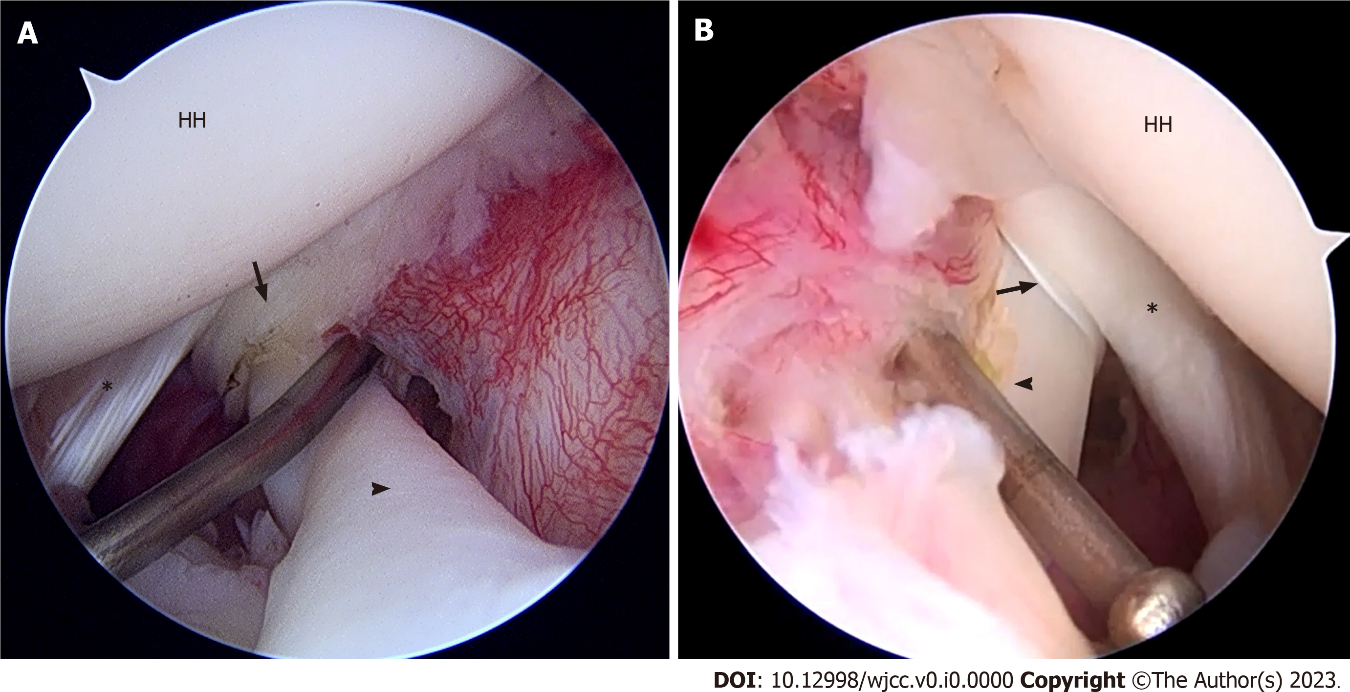 A
B
HH
HH
*
*
DOI: 10.12998/wjcc.v0.i0.0000 Copyright ©The Author(s) 2023.